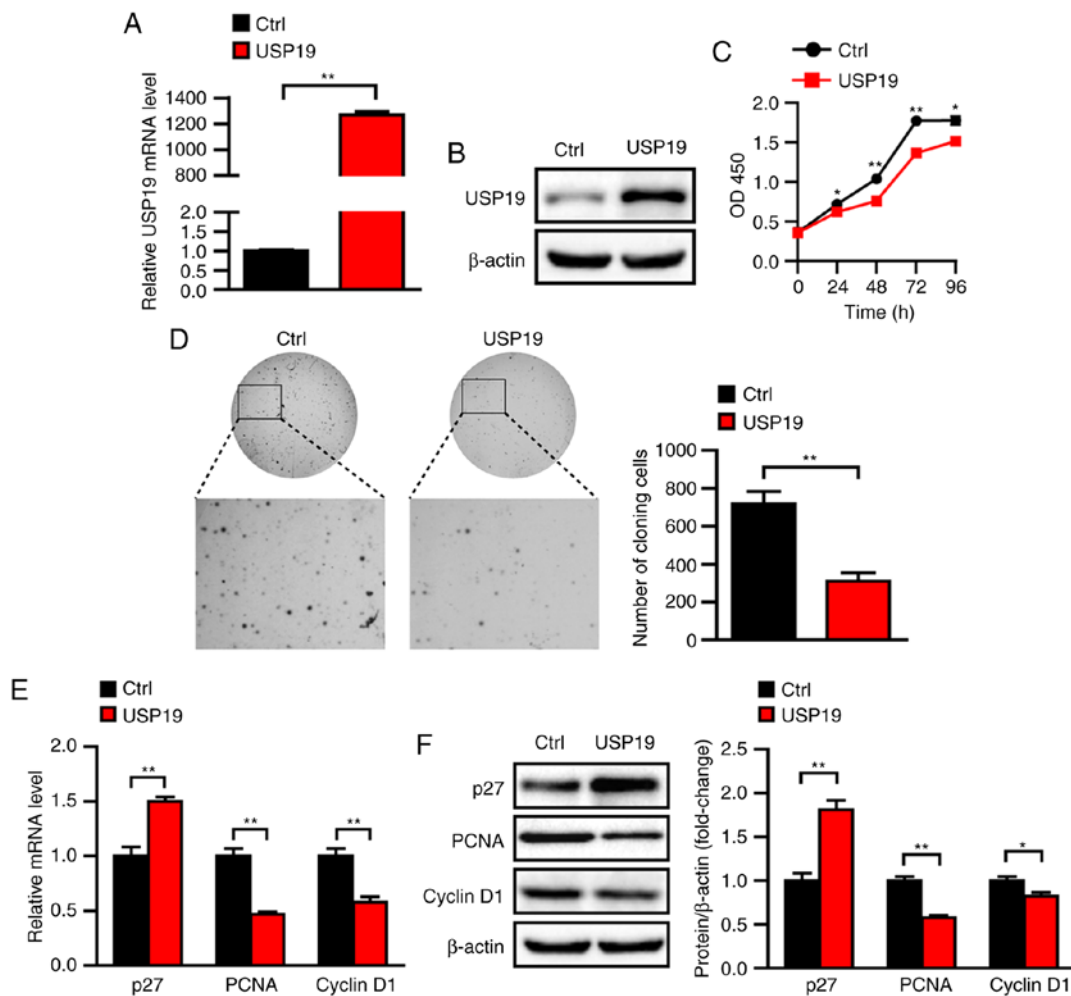 A
Ctrl
USP19
**
Relative USP19 mRNA level
1400
1200
1000
800
2.0
1.5
1.0
0.5
0.0
B
Ctrl USP19
USP19
β-actin
C
Ctrl
USP19
OD 450
2.0
1.5
1.0
0.5
0.0
* ** ** *
0 24 48 72 96
Time (h)
D
Ctrl USP19
Ctrl
USP19
Number of cloning cells
1000
800
600
400
200
0
**
E
Ctrl
USP19
Relative mRNA level
2.0
1.5
1.0
0.5
0.0
** ** **
p27 PCNA Cyclin D1
F
Ctrl USP19
p27
PCNA
Cyclin D1
β-actin
Ctrl
USP19
Protein/β-actin (fold-change)
2.5
2.0
1.5
1.0
0.5
0.0
** ** *
p27 PCNA Cyclin D1